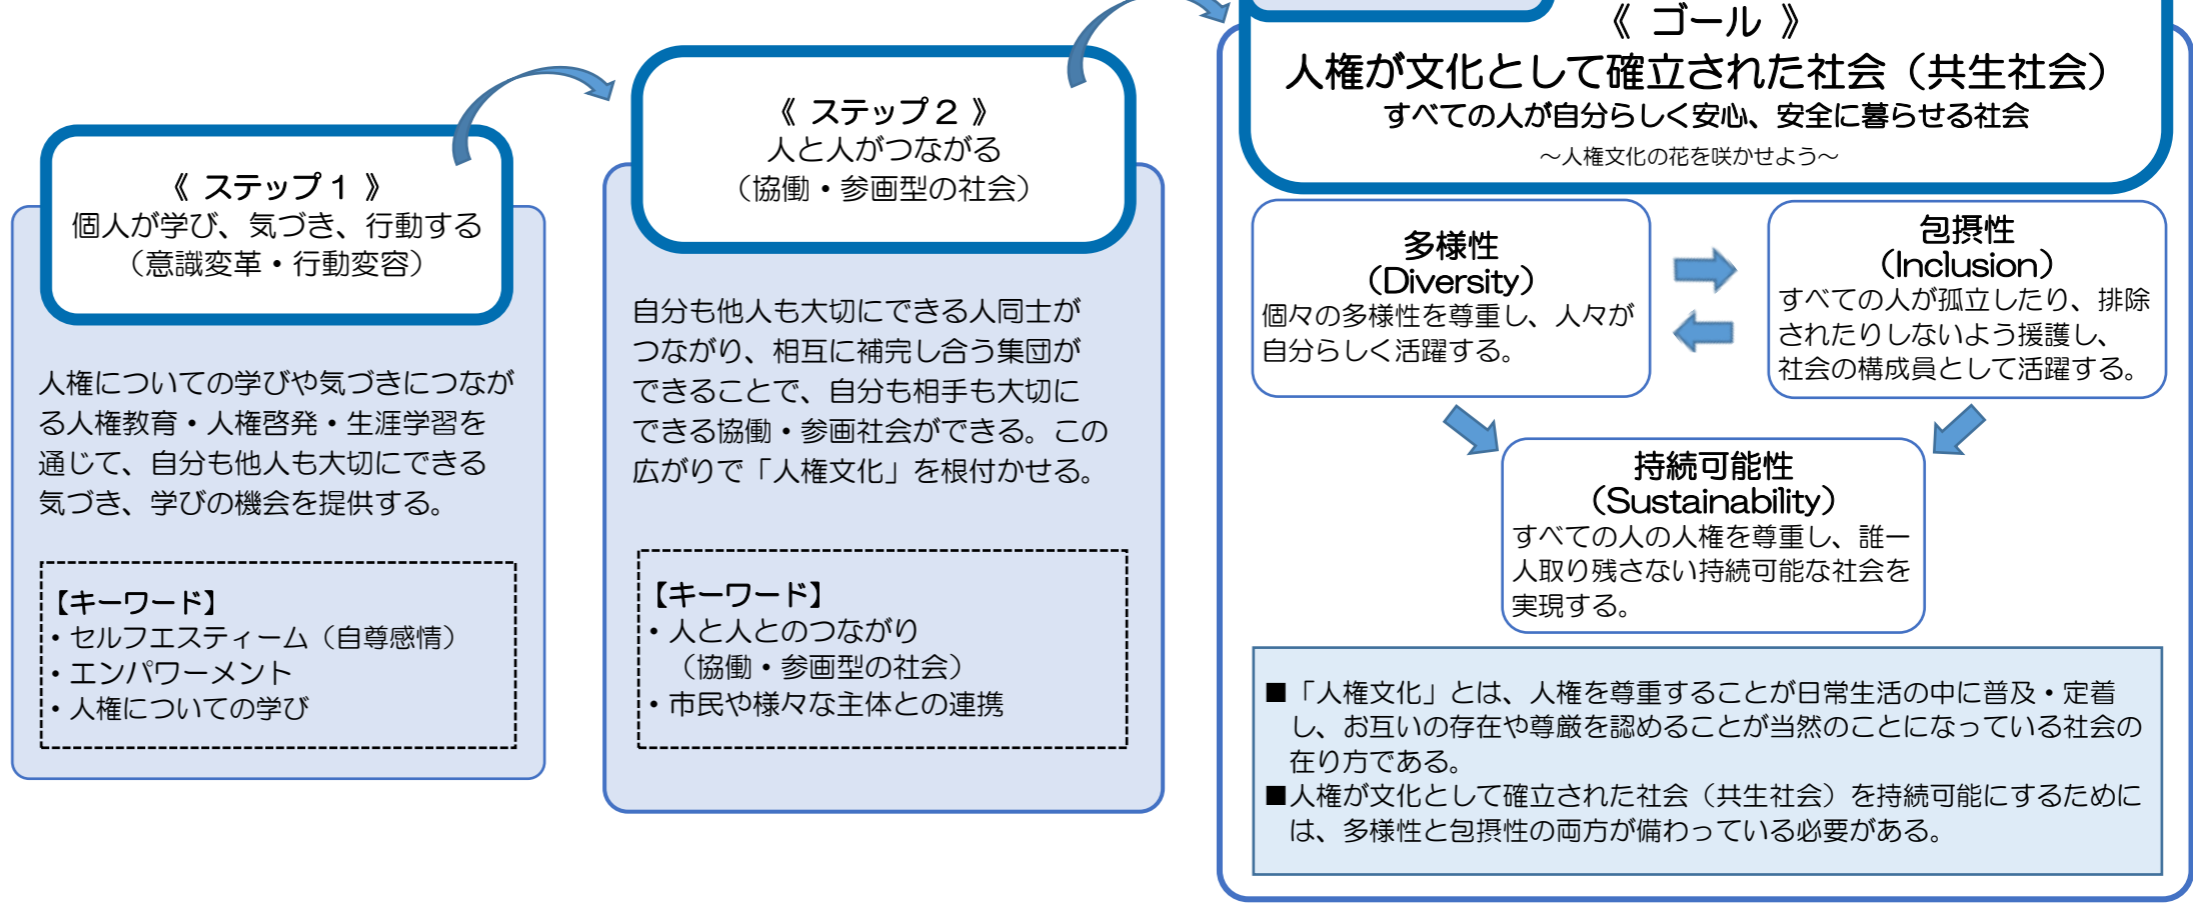 《 ステップ１ 》
個人が学び、気づき、行動する
（意識変革・行動変容）
人権についての学びや気づきにつなが
る人権教育・人権啓発・生涯学習を
通じて、自分も他人も大切にできる
気づき、学びの機会を提供する。
【キーワード】
・セルフエスティーム（自尊感情）
・エンパワーメント
・人権についての学び
《 ステップ２ 》
人と人がつながる
（協働・参画型の社会）
自分も他人も大切にできる人同士が
つながり、相互に補完し合う集団が
できることで、自分も相手も大切に
できる協働・参画社会ができる。この
広がりで「人権文化」を根付かせる。
【キーワード】
・人と人とのつながり
（協働・参画型の社会）
・市民や様々な主体との連携
《 ゴール 》
人権が文化として確立された社会（共生社会）
すべての人が自分らしく安心、安全に暮らせる社会
～人権文化の花を咲かせよう～
多様性
（Diversity）
個々の多様性を尊重し、人々が
自分らしく活躍する。
包摂性
（Inclusion）
すべての人が孤立したり、排除
されたりしないよう援護し、
社会の構成員として活躍する。
持続可能性
（Sustainability）
すべての人の人権を尊重し、誰一
人取り残さない持続可能な社会を
実現する。
■「人権文化」とは、人権を尊重することが日常生活の中に普及・定着
し、お互いの存在や尊厳を認めることが当然のことになっている社会の
在り方である。
■人権が文化として確立された社会（共生社会）を持続可能にするために
は、多様性と包摂性の両方が備わっている必要がある。